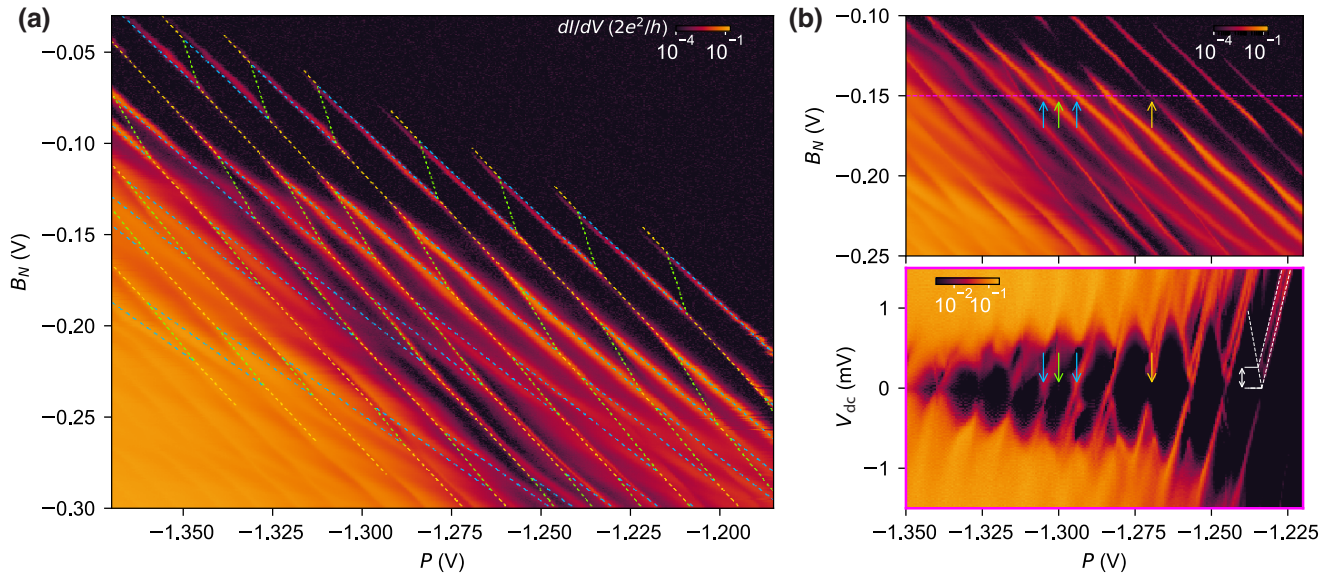 (a)
dI/dV (2e²/h)
10⁻⁴ 10⁻¹
−0.05
−0.10
−0.15
−0.20
−0.25
−0.30
B_N (V)
−1.350 −1.325 −1.300 −1.275 −1.250 −1.225 −1.200
P (V)
(b)
10⁻⁴ 10⁻¹
−0.10
−0.15
−0.20
−0.25
B_N (V)
10⁻² 10⁻¹
1
0
−1
V_dc (mV)
−1.350 −1.325 −1.300 −1.275 −1.250 −1.225
P (V)